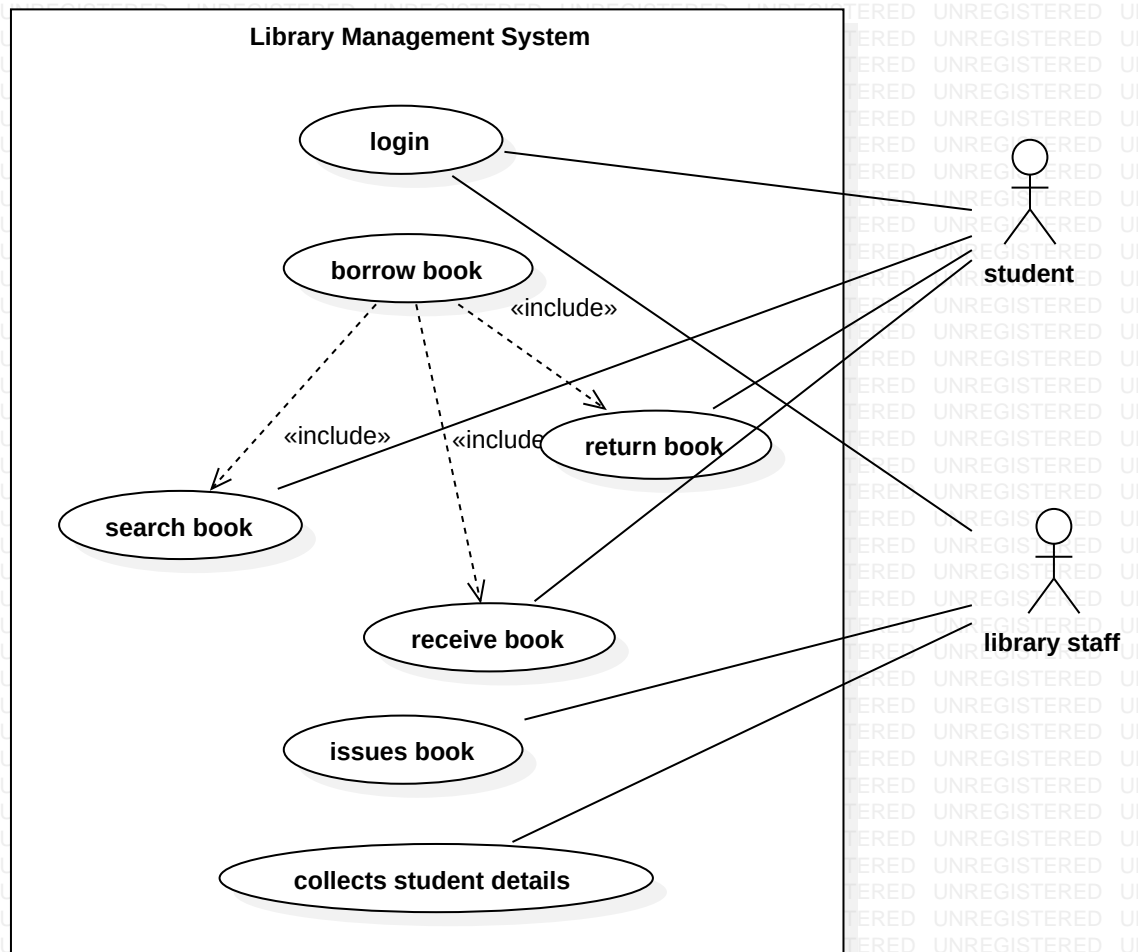 Library Management System
login
borrow book
student
«include»
«include»
«include
return book
search book
receive book
library staff
issues book
collects student details
UNREGISTERED